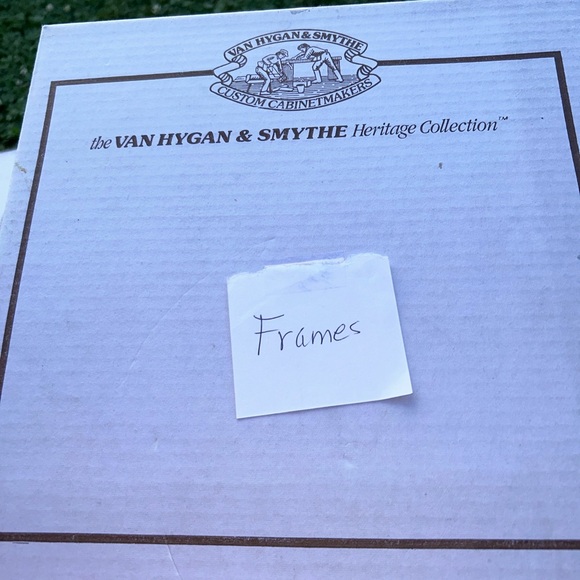 VAN HYGAN & SMYTHE
CUSTOM CABINETMAKERS
the VAN HYGAN & SMYTHE Heritage Collection™
Frames